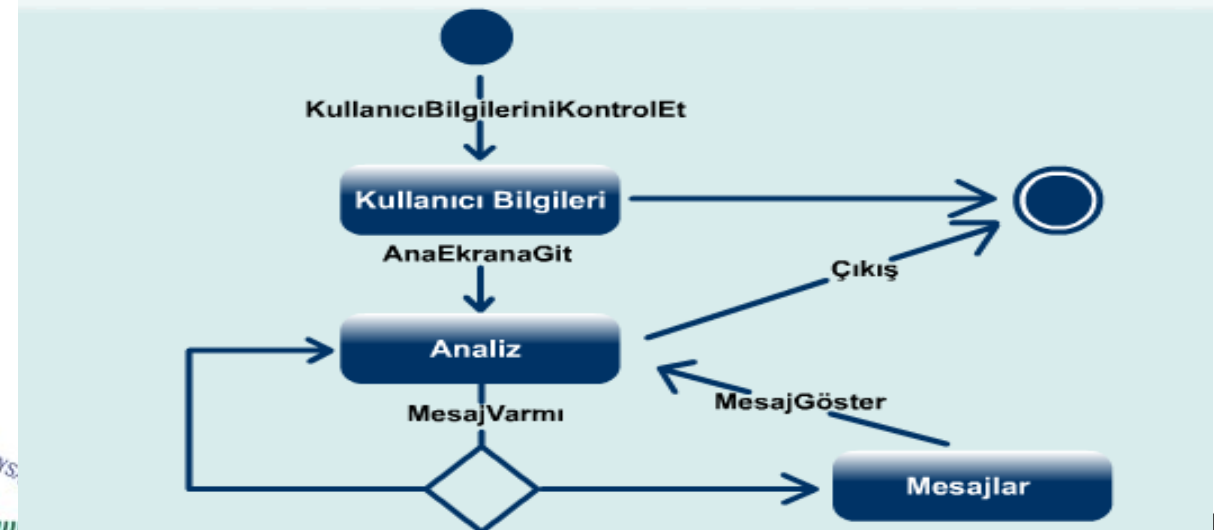 KullanıcıBilgileriniKontrolEt
Kullanıcı Bilgileri
AnaEkranaGit
Çıkış
Analiz
MesajGöster
MesajVarmı
Mesajlar